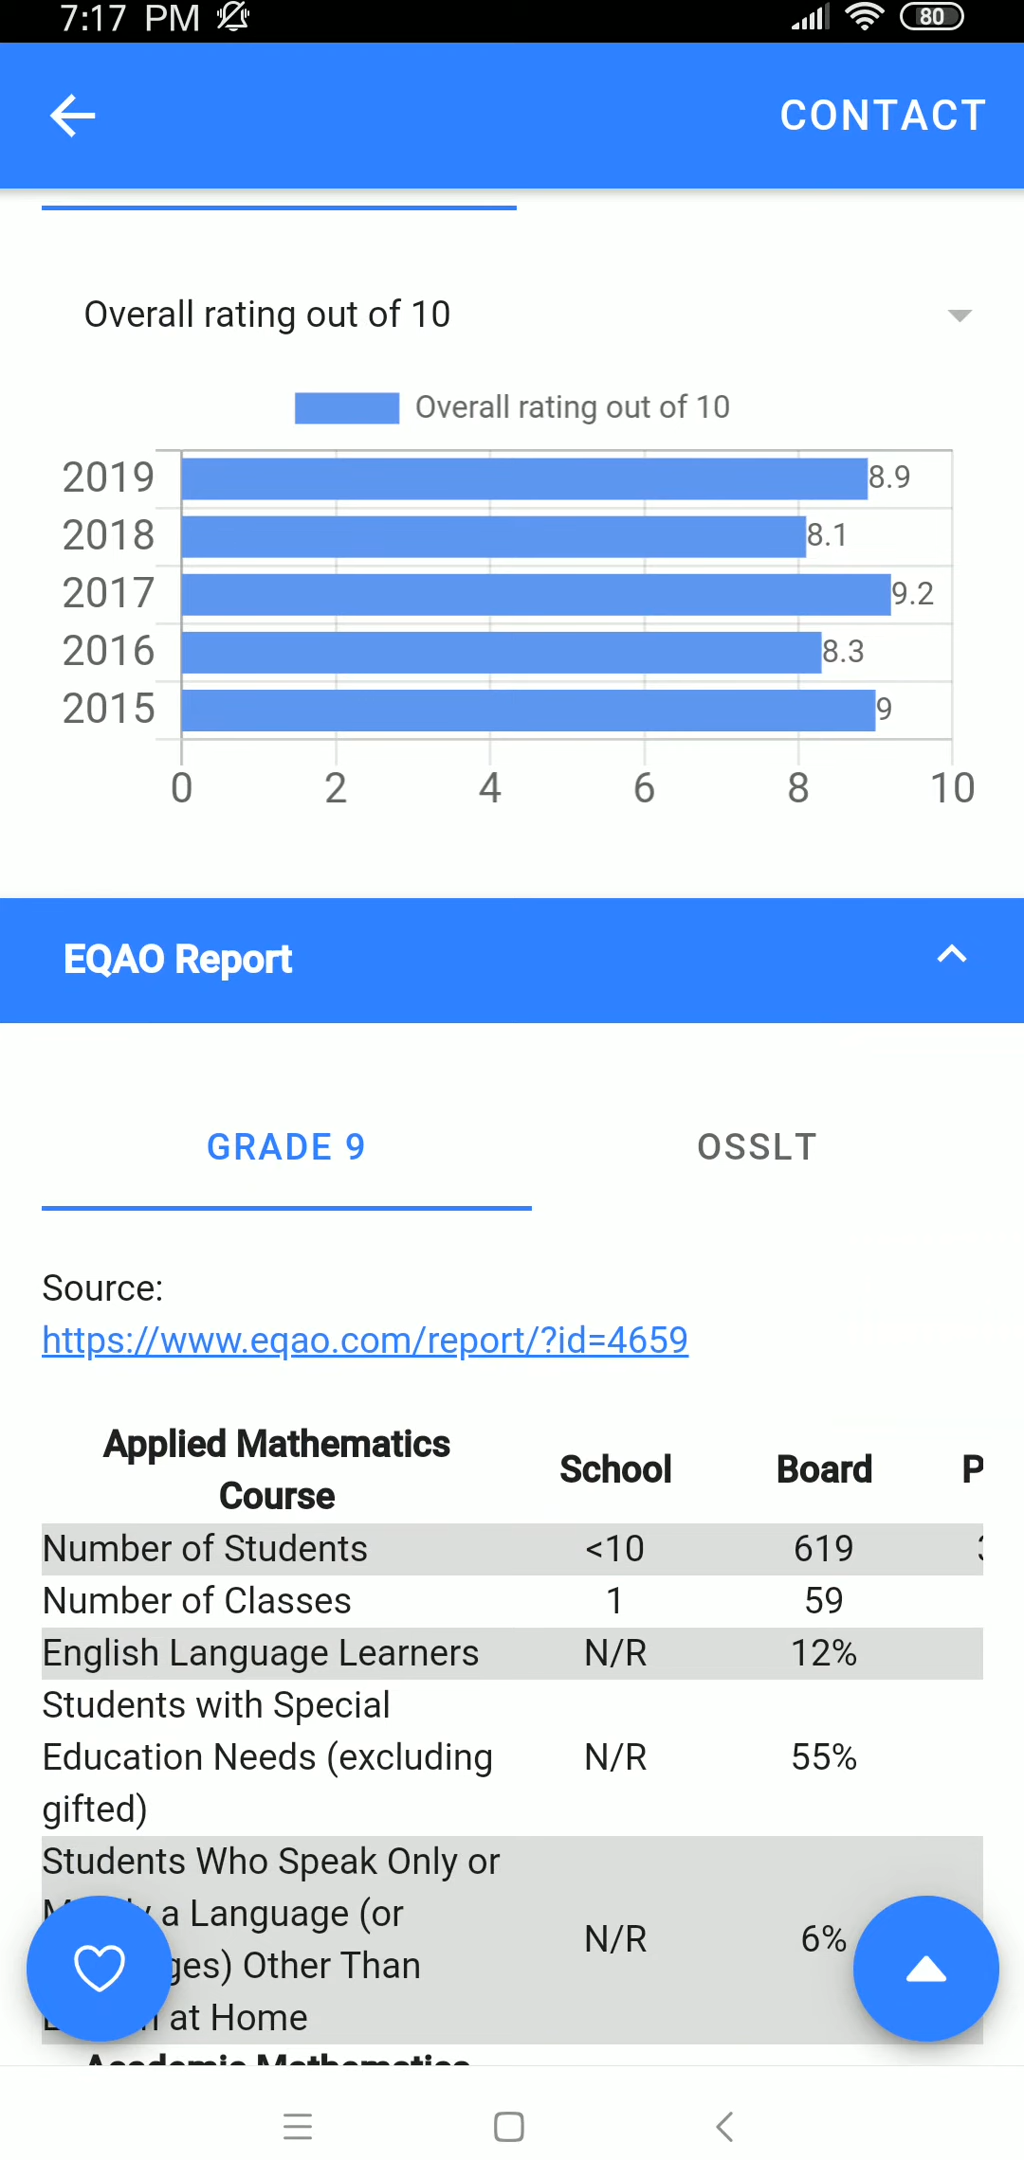 7:17 PM 80
CONTACT
Overall rating out of 10
Overall rating out of 10
2019 8.9
2018 8.1
2017 9.2
2016 8.3
2015 9
0 2 4 6 8 10
EQAO Report
GRADE 9 OSSLT
Source:
https://www.eqao.com/report/?id=4659
Applied Mathematics
Course School Board P
Number of Students <10 619
Number of Classes 1 59
English Language Learners N/R 12%
Students with Special
Education Needs (excluding N/R 55%
gifted)
Students Who Speak Only or
a Language (or
N/R 6%
Other Than
at Home
Academic Mathematics